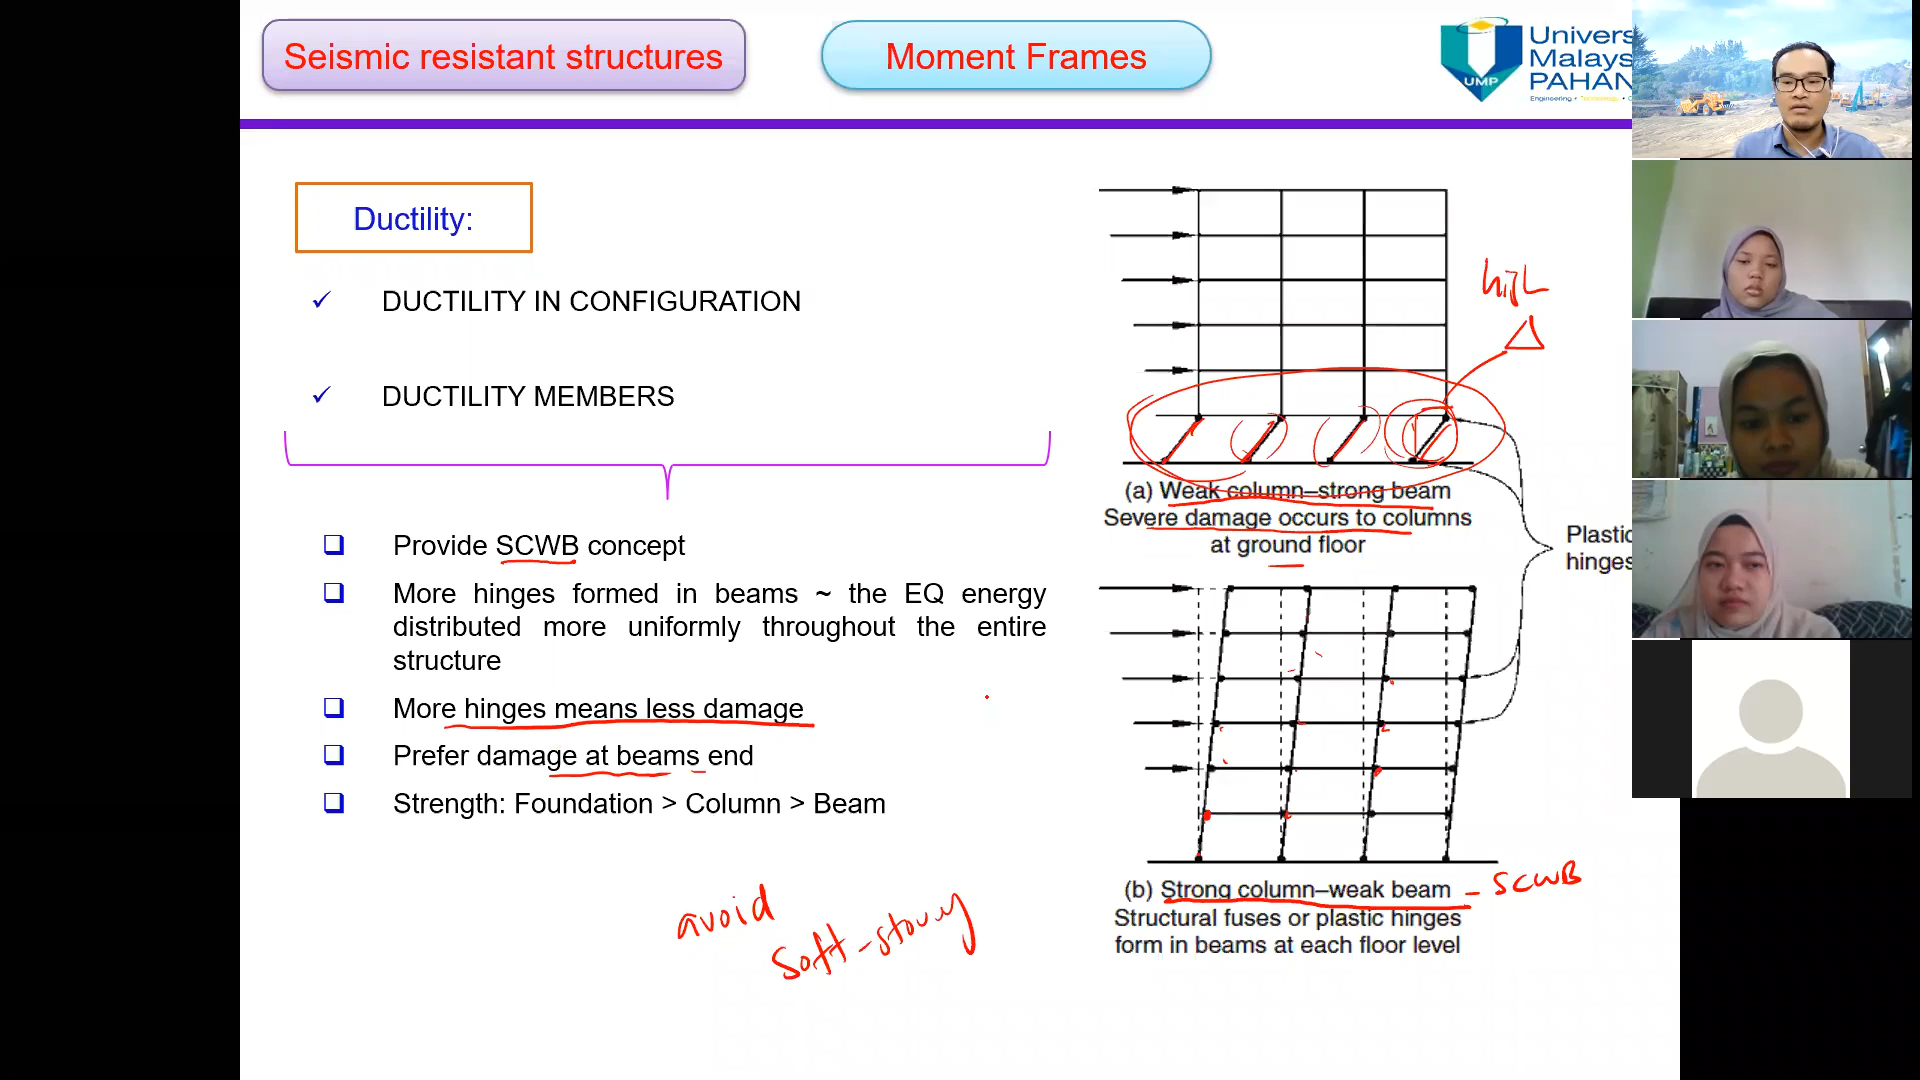 Seismic resistant structures
Moment Frames
Univers
Malays
PAHAN
UMP
Ductility:
✓ DUCTILITY IN CONFIGURATION
✓ DUCTILITY MEMBERS
❑ Provide SCWB concept
❑ More hinges formed in beams ~ the EQ energy
distributed more uniformly throughout the entire
structure
❑ More hinges means less damage
❑ Prefer damage at beams end
❑ Strength: Foundation > Column > Beam
avoid
soft-story
high
Δ
(a) Weak column–strong beam
Severe damage occurs to columns
at ground floor
Plastic
hinges
(b) Strong column–weak beam - SCWB
Structural fuses or plastic hinges
form in beams at each floor level